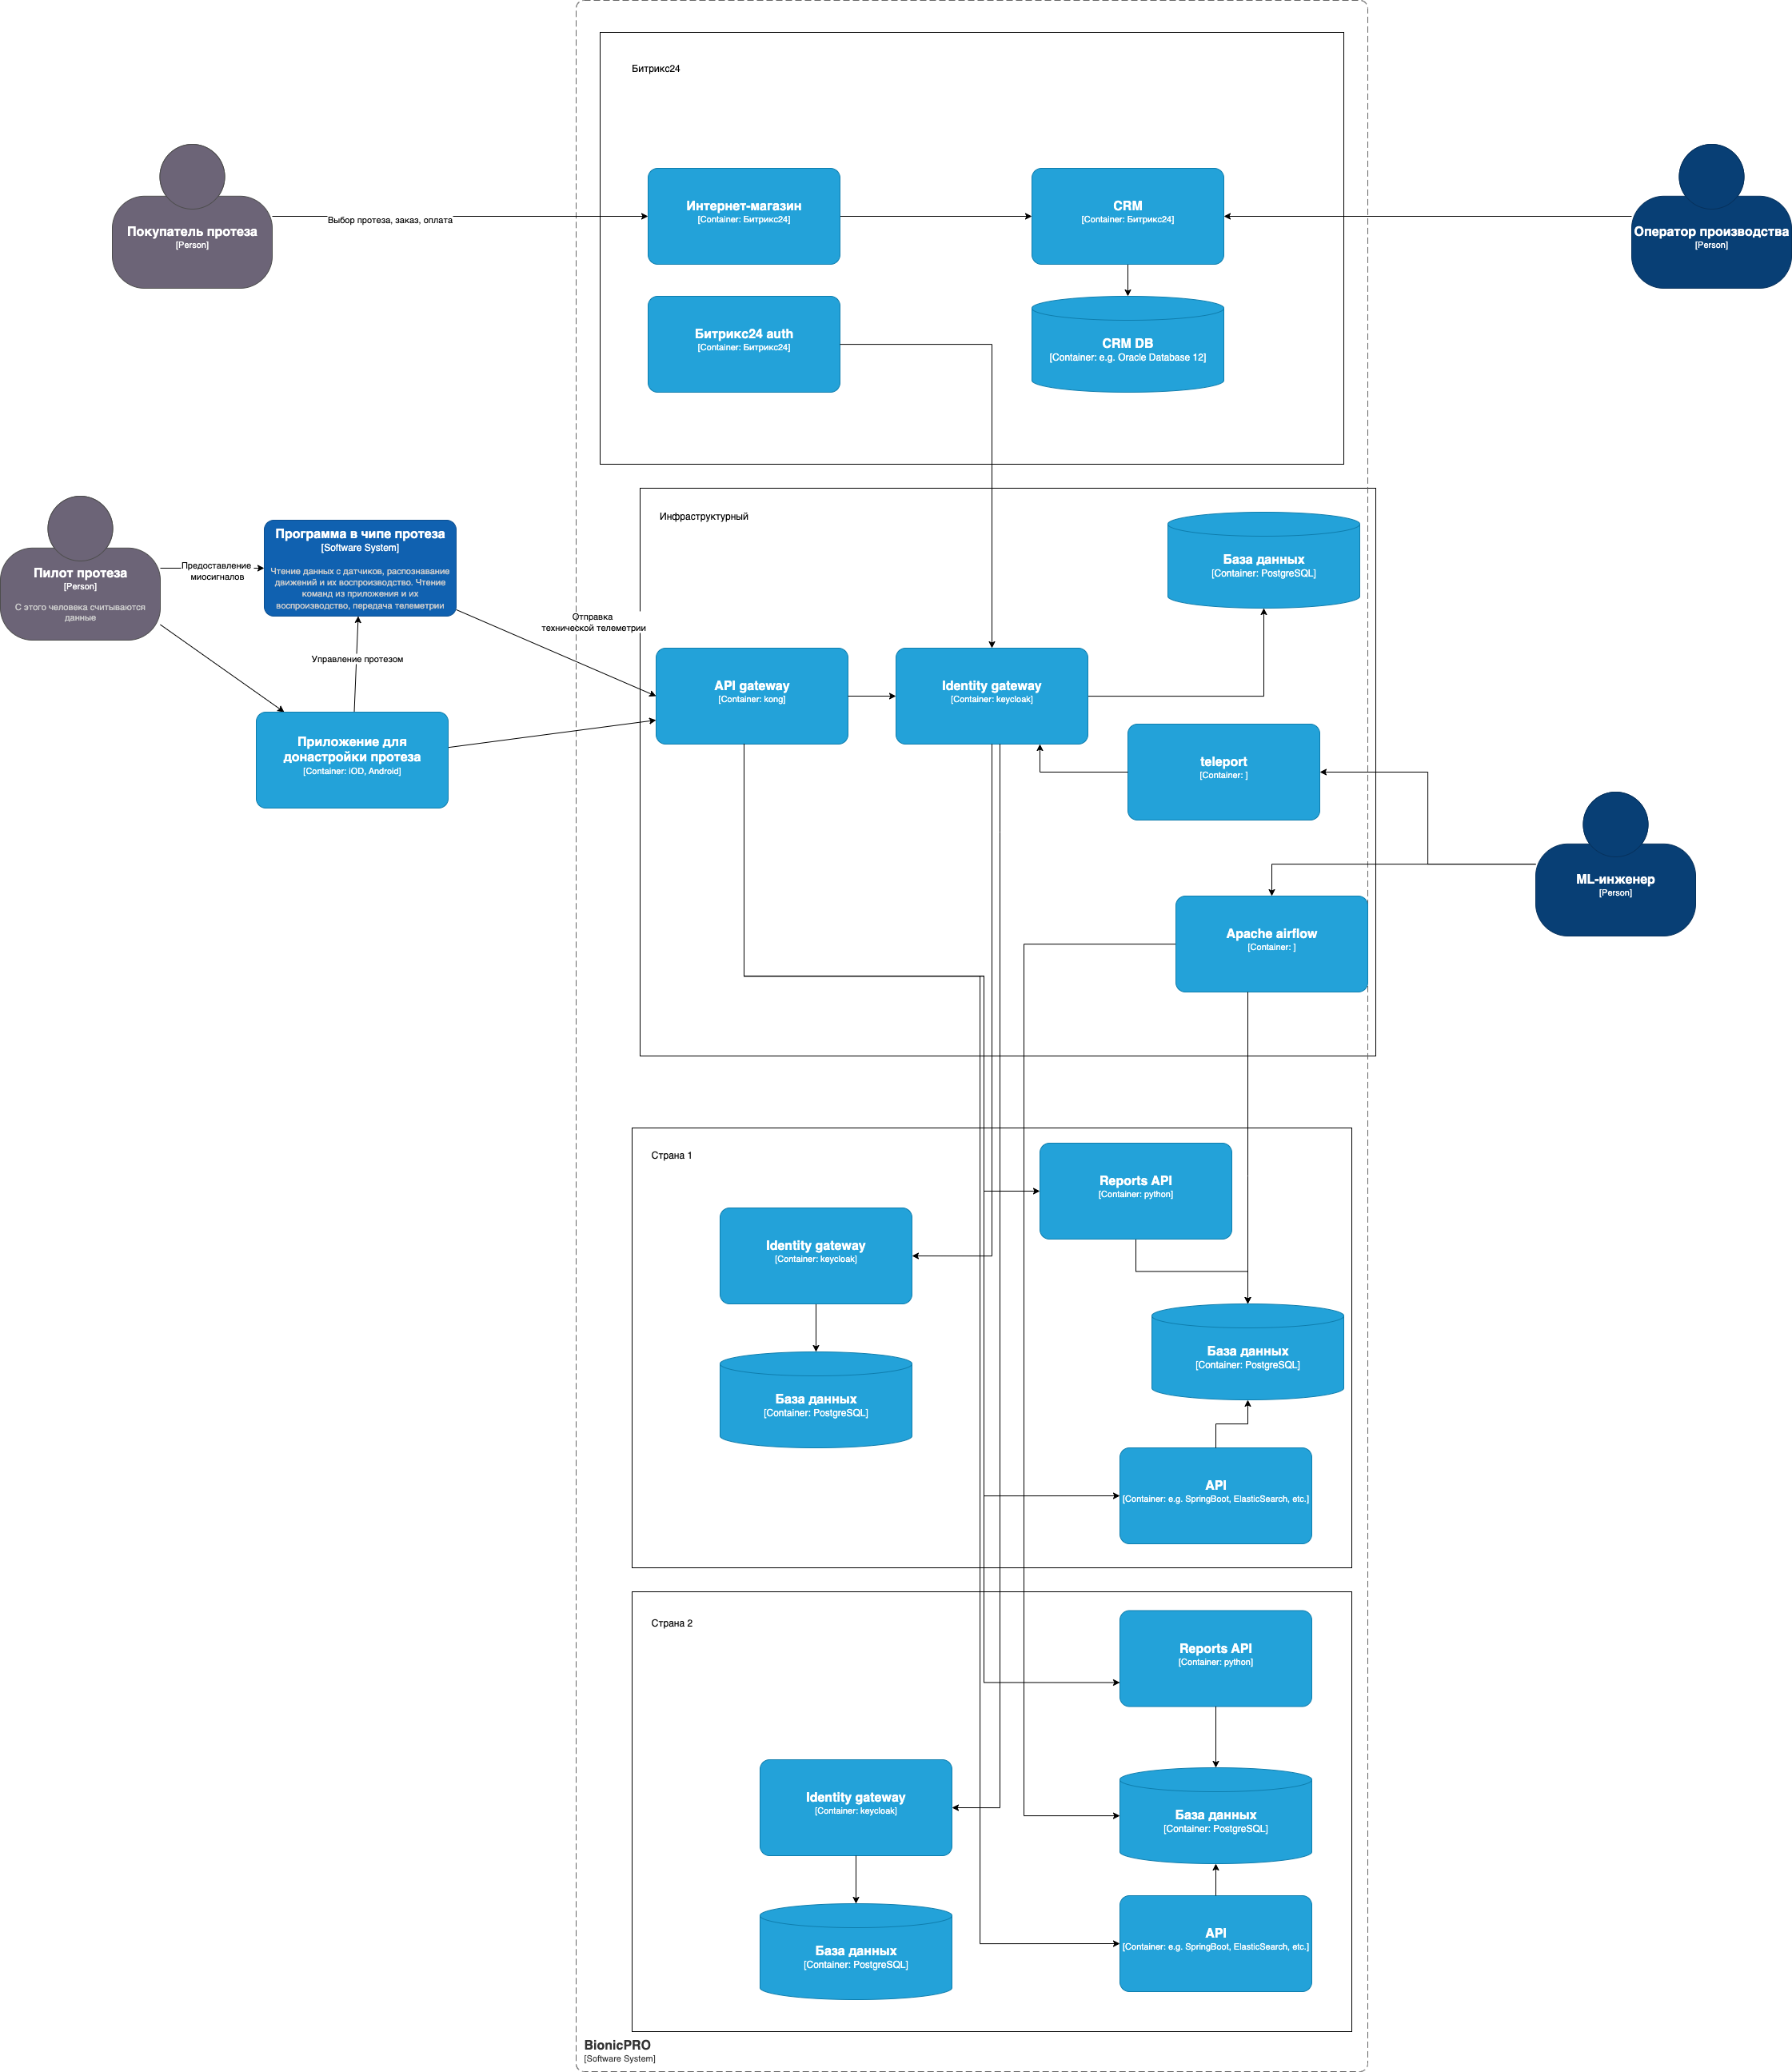 Битрикс24
Покупатель протеза
[Person]
Выбор протеза, заказ, оплата
Интернет-магазин
[Container: Битрикс24]
CRM
[Container: Битрикс24]
Оператор производства
[Person]
Битрикс24 auth
[Container: Битрикс24]
CRM DB
[Container: e.g. Oracle Database 12]
Инфраструктурный
Пилот протеза
[Person]
С этого человека считываются
данные
Предоставление
миосигналов
Программа в чипе протеза
[Software System]
Чтение данных с датчиков, распознавание
движений и их воспроизводство. Чтение
команд из приложения и их
воспроизводство, передача телеметрии
База данных
[Container: PostgreSQL]
Отправка
технической телеметрии
Управление протезом
API gateway
[Container: kong]
Identity gateway
[Container: keycloak]
Приложение для
донастройки протеза
[Container: iOD, Android]
teleport
[Container: ]
ML-инженер
[Person]
Apache airflow
[Container: ]
Страна 1
Reports API
[Container: python]
Identity gateway
[Container: keycloak]
База данных
[Container: PostgreSQL]
База данных
[Container: PostgreSQL]
API
[Container: e.g. SpringBoot, ElasticSearch, etc.]
Страна 2
Reports API
[Container: python]
Identity gateway
[Container: keycloak]
База данных
[Container: PostgreSQL]
API
[Container: e.g. SpringBoot, ElasticSearch, etc.]
База данных
[Container: PostgreSQL]
BionicPRO
[Software System]